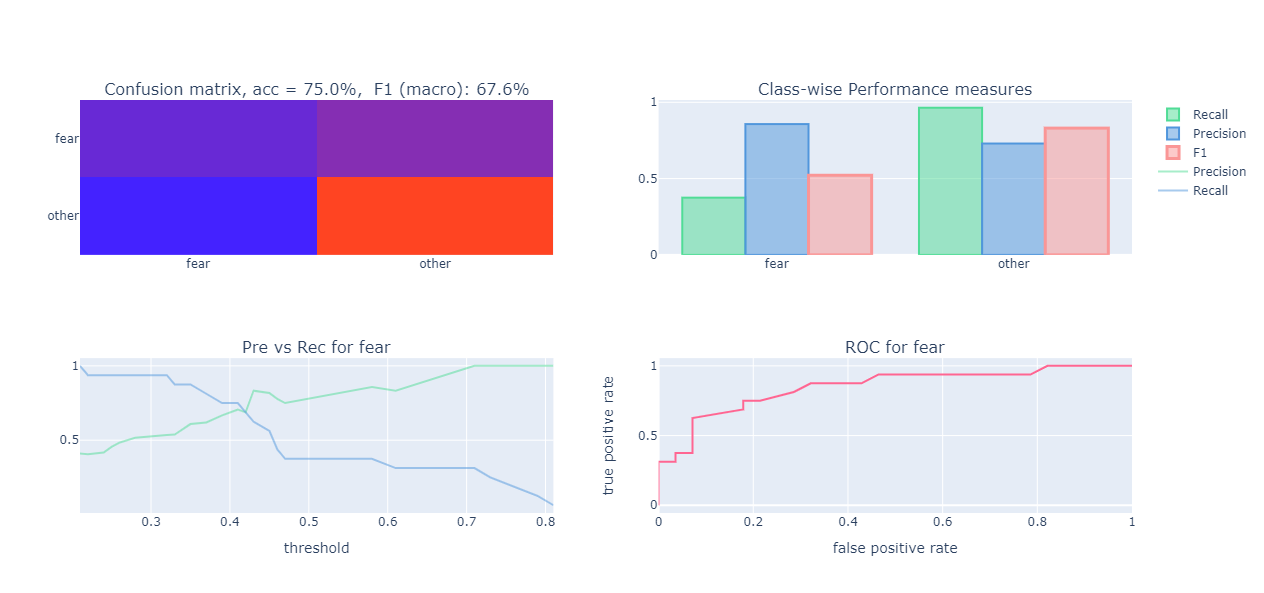 Confusion matrix, acc = 75.0%,  F1 (macro): 67.6%
fear
other
fear
other
Class-wise Performance measures
1
0.5
0
fear
other
Recall
Precision
F1
Precision
Recall
Pre vs Rec for fear
1
0.5
0.3
0.4
0.5
0.6
0.7
0.8
threshold
ROC for fear
true positive rate
1
0.5
0
0
0.2
0.4
0.6
0.8
1
false positive rate